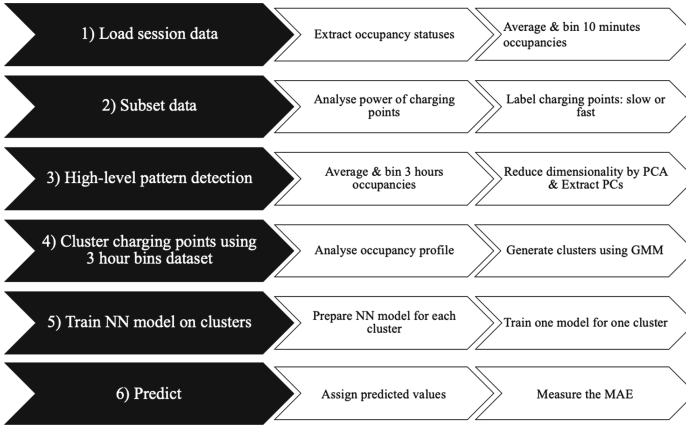 1) Load session data
Extract occupancy statuses
Average & bin 10 minutes
occupancies
2) Subset data
Analyse power of charging
points
Label charging points: slow or
fast
3) High-level pattern detection
Average & bin 3 hours
occupancies
Reduce dimensionality by PCA
& Extract PCs
4) Cluster charging points using
3 hour bins dataset
Analyse occupancy profile
Generate clusters using GMM
5) Train NN model on clusters
Prepare NN model for each
cluster
Train one model for one cluster
6) Predict
Assign predicted values
Measure the MAE